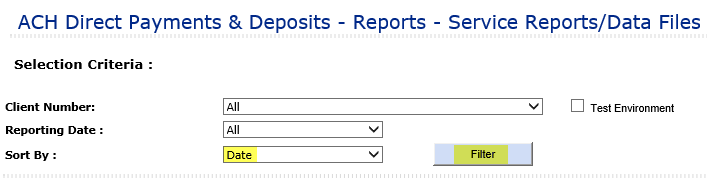 ACH Direct Payments & Deposits - Reports - Service Reports/Data Files
Selection Criteria :
Client Number: All Test Environment
Reporting Date : All
Sort By : Date Filter